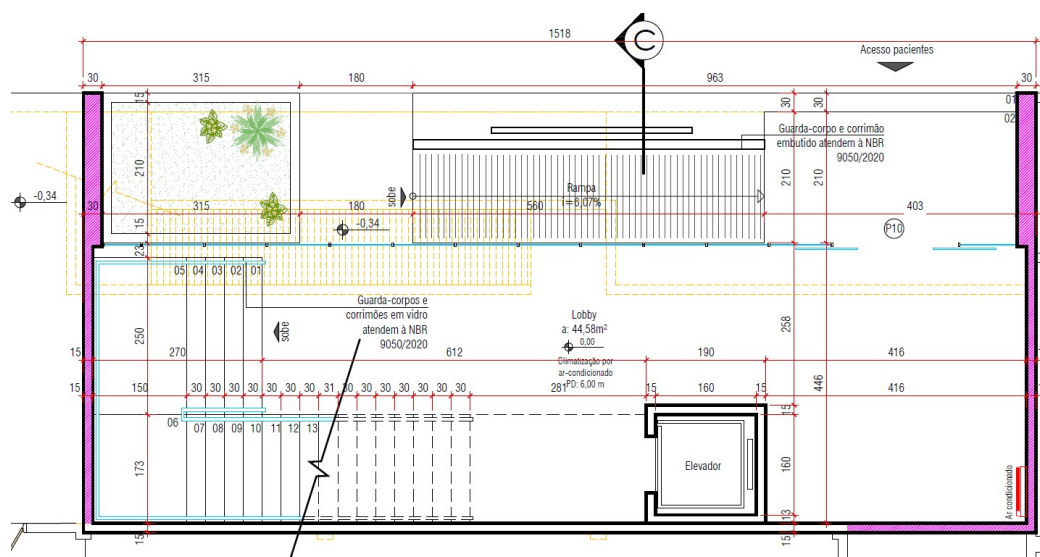 1518
C
Acesso pacientes
30
315
180
963
30
15
30
30
01
02
Guarda-corpo e corrimão
embutido atendem à NBR
9050/2020
210
Rampa
i=6,07%
sobe
210
210
-0,34
30
315
180
560
403
15
-0,34
P10
23
05 04 03 02 01
Guarda-corpos e
corrimões em vidro
atendem à NBR
9050/2020
sobe
Lobby
a: 44,58m²
0,00
Climatização por
ar-condicionado
PD: 6,00 m
250
258
446
15
270
612
190
416
15
150
30 30 30 30 30 30 30 31 30 30 30 30 30 30 30
281
15
160
15
416
15
06
07 08 09 10 11 12 13
173
Elevador
160
13
Ar condicionado
15
15
15